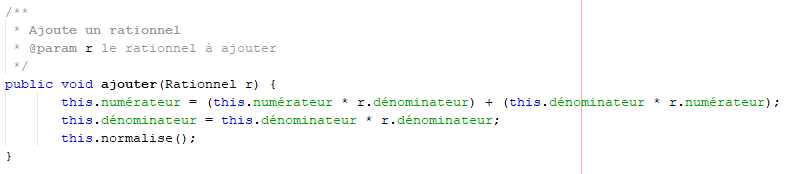 /**
 * Ajoute un rationnel
 * @param r le rationnel à ajouter
 */
public void ajouter(Rationnel r) {
this.numérateur = (this.numérateur * r.dénominateur) + (this.dénominateur * r.numérateur);
this.dénominateur = this.dénominateur * r.dénominateur;
this.normalise();
}